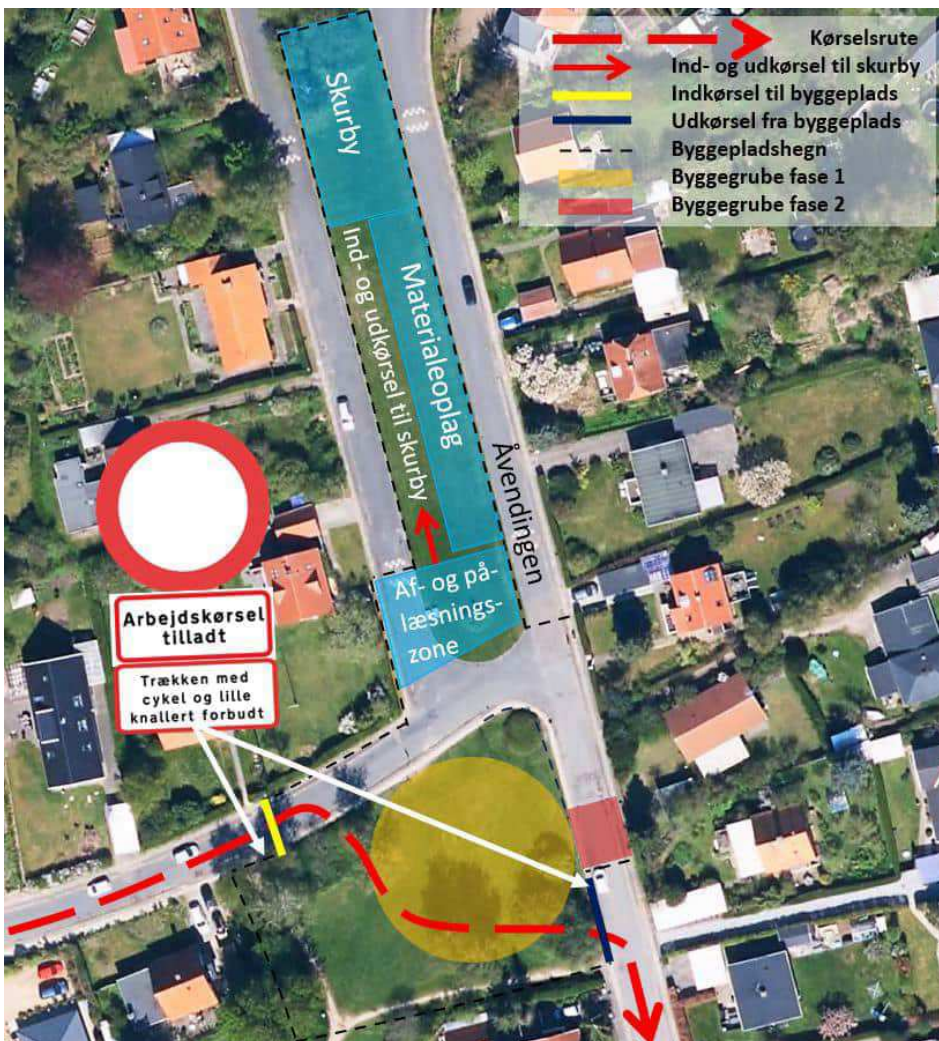 Kørselsrute
Ind- og udkørsel til skurby
Indkørsel til byggeplads
Udkørsel fra byggeplads
Byggepladshegn
Byggegrube fase 1
Byggegrube fase 2
Skurby
Ind- og udkørsel til skurby
Materialeoplag
Åvendingen
Af- og på-
læsnings-
zone
Arbejdskørsel
tilladt
Trækken med
cykel og lille
knallert forbudt